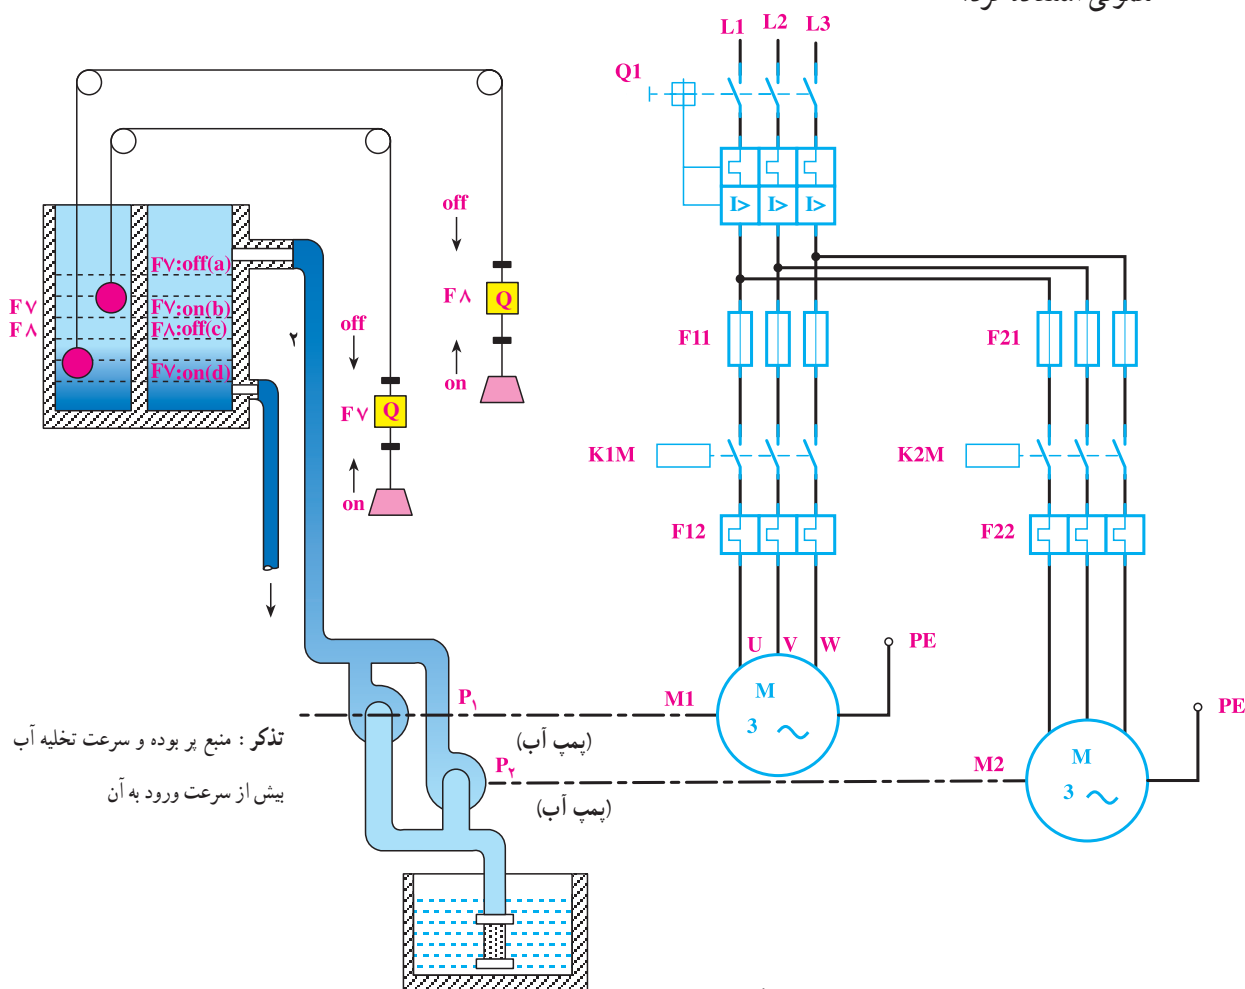 L1 L2 L3
Q1
I> I> I>
off
F۸ Q
on
off
F۷ Q
on
F۷:off(a)
F۷:on(b)
F۸:off(c)
F۷:on(d)
F۷
F۸
۲
F11
F21
K1M
K2M
F12
F22
U V W
PE
M1
M
3
PE
M2
M
3
P۱
(پمپ آب)
P۲
(پمپ آب)
تذکر : منبع پر بوده و سرعت تخلیه آب
بیش از سرعت ورود به آن